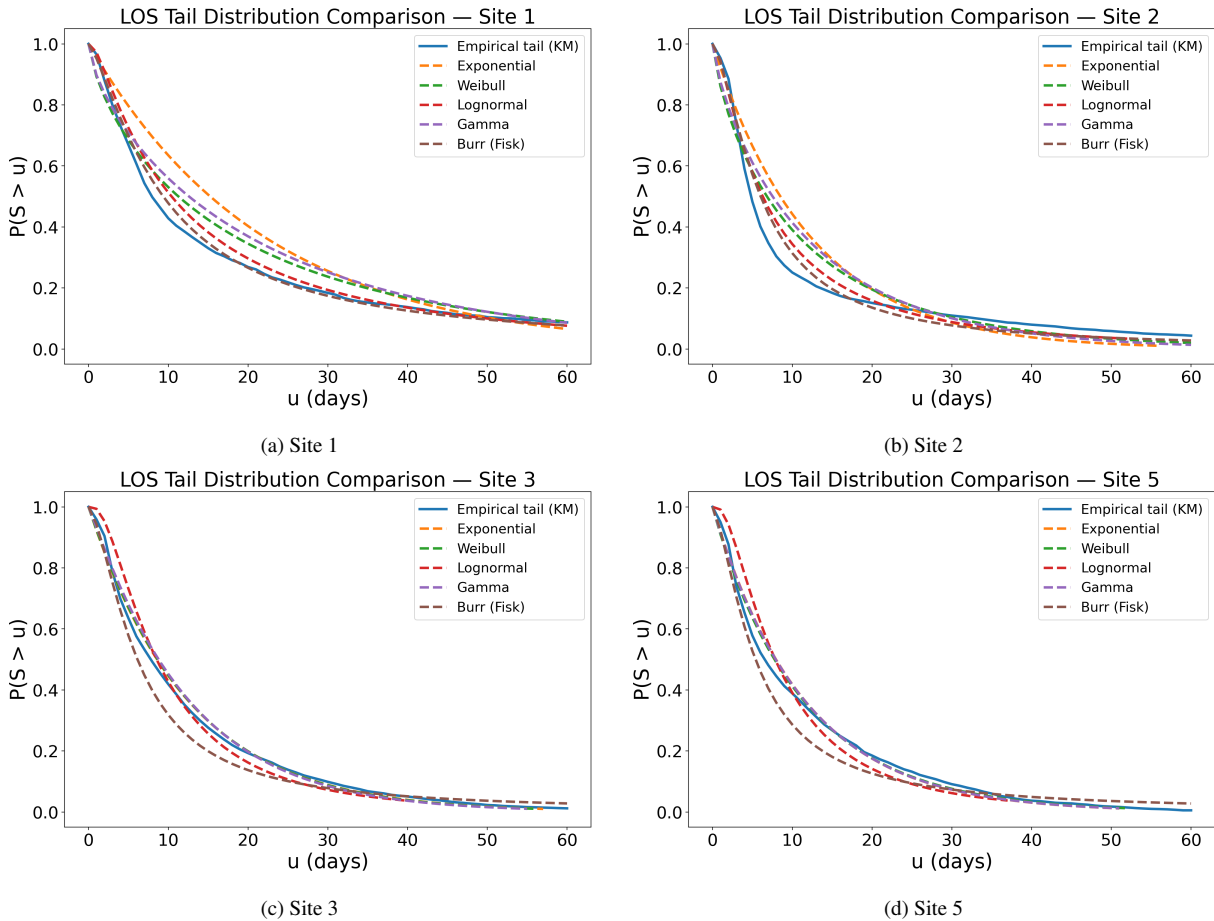 LOS Tail Distribution Comparison — Site 1
1.0
0.8
0.6
0.4
0.2
0.0
P(S > u)
Empirical tail (KM)
Exponential
Weibull
Lognormal
Gamma
Burr (Fisk)
0 10 20 30 40 50 60
u (days)
(a) Site 1
LOS Tail Distribution Comparison — Site 2
1.0
0.8
0.6
0.4
0.2
0.0
P(S > u)
Empirical tail (KM)
Exponential
Weibull
Lognormal
Gamma
Burr (Fisk)
0 10 20 30 40 50 60
u (days)
(b) Site 2
LOS Tail Distribution Comparison — Site 3
1.0
0.8
0.6
0.4
0.2
0.0
P(S > u)
Empirical tail (KM)
Exponential
Weibull
Lognormal
Gamma
Burr (Fisk)
0 10 20 30 40 50 60
u (days)
(c) Site 3
LOS Tail Distribution Comparison — Site 5
1.0
0.8
0.6
0.4
0.2
0.0
P(S > u)
Empirical tail (KM)
Exponential
Weibull
Lognormal
Gamma
Burr (Fisk)
0 10 20 30 40 50 60
u (days)
(d) Site 5